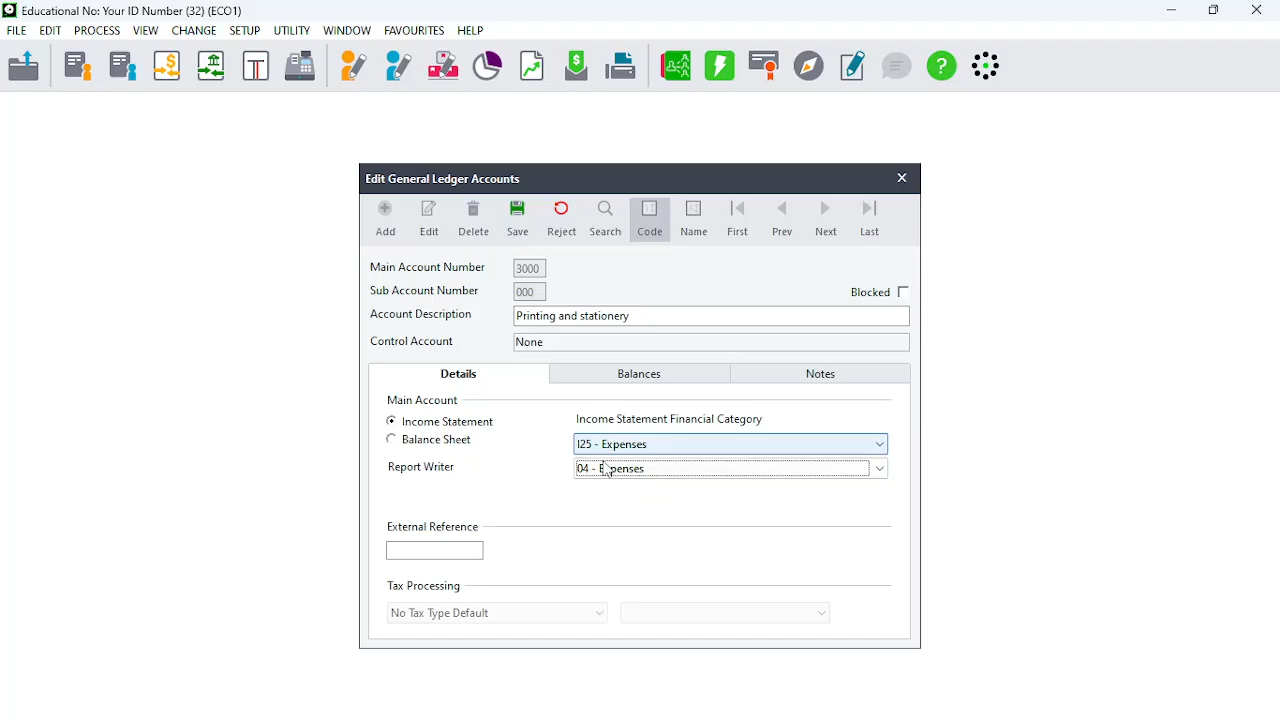 Educational No: Your ID Number (32) (ECO1)
FILE EDIT PROCESS VIEW CHANGE SETUP UTILITY WINDOW FAVOURITES HELP
Edit General Ledger Accounts
Add Edit Delete Save Reject Search Code Name First Prev Next Last
Main Account Number 3000
Sub Account Number 000 Blocked
Account Description Printing and stationery
Control Account None
Details Balances Notes
Main Account
Income Statement Income Statement Financial Category
Balance Sheet I25 - Expenses
Report Writer 04 - Expenses
External Reference
Tax Processing
No Tax Type Default